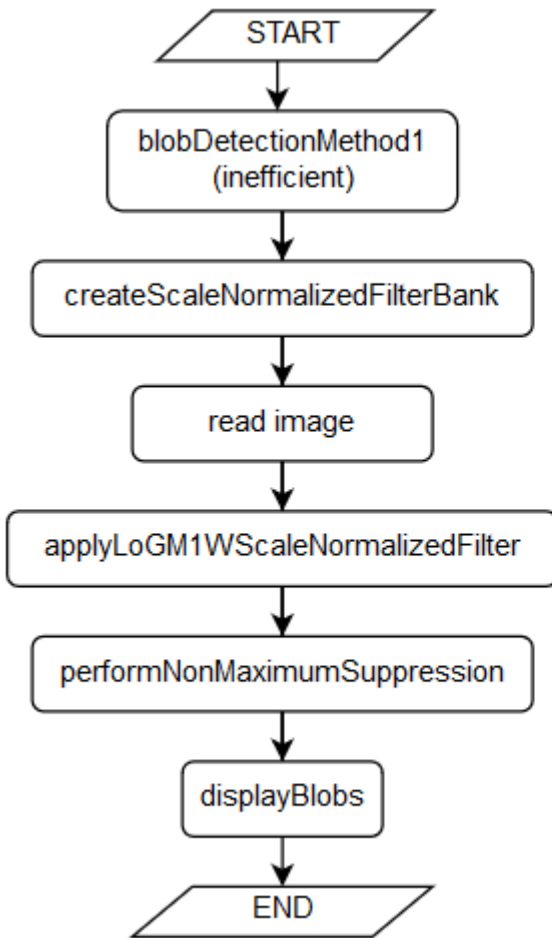 START
blobDetectionMethod1
(inefficient)
createScaleNormalizedFilterBank
read image
applyLoGM1WScaleNormalizedFilter
performNonMaximumSuppression
displayBlobs
END